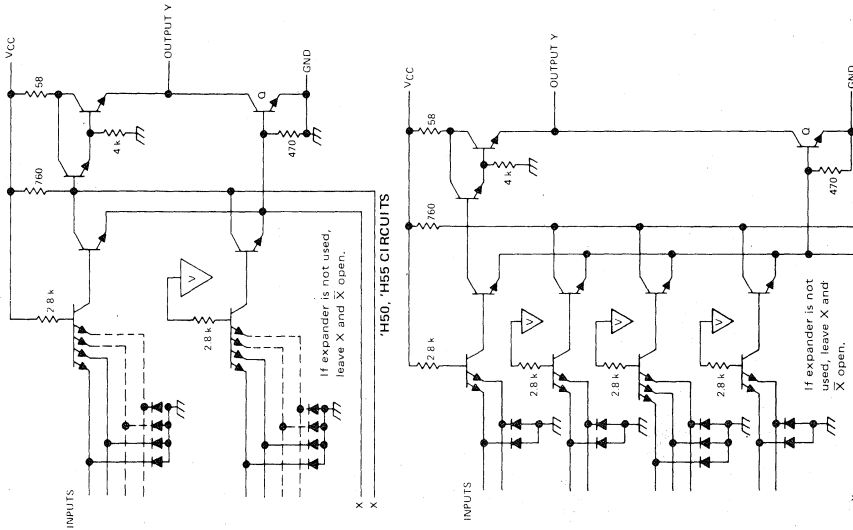 VCC
58
OUTPUT Y
760
4 k
Q
GND
470
2.8 k
V
2.8 k
INPUTS
If expander is not used,
leave X and X̅ open.
X
X
'H50, 'H55 CIRCUITS
VCC
58
OUTPUT Y
760
4 k
Q
GND
470
2.8 k
V
2.8 k
V
2.8 k
V
2.8 k
INPUTS
If expander is not
used, leave X and
X̅ open.